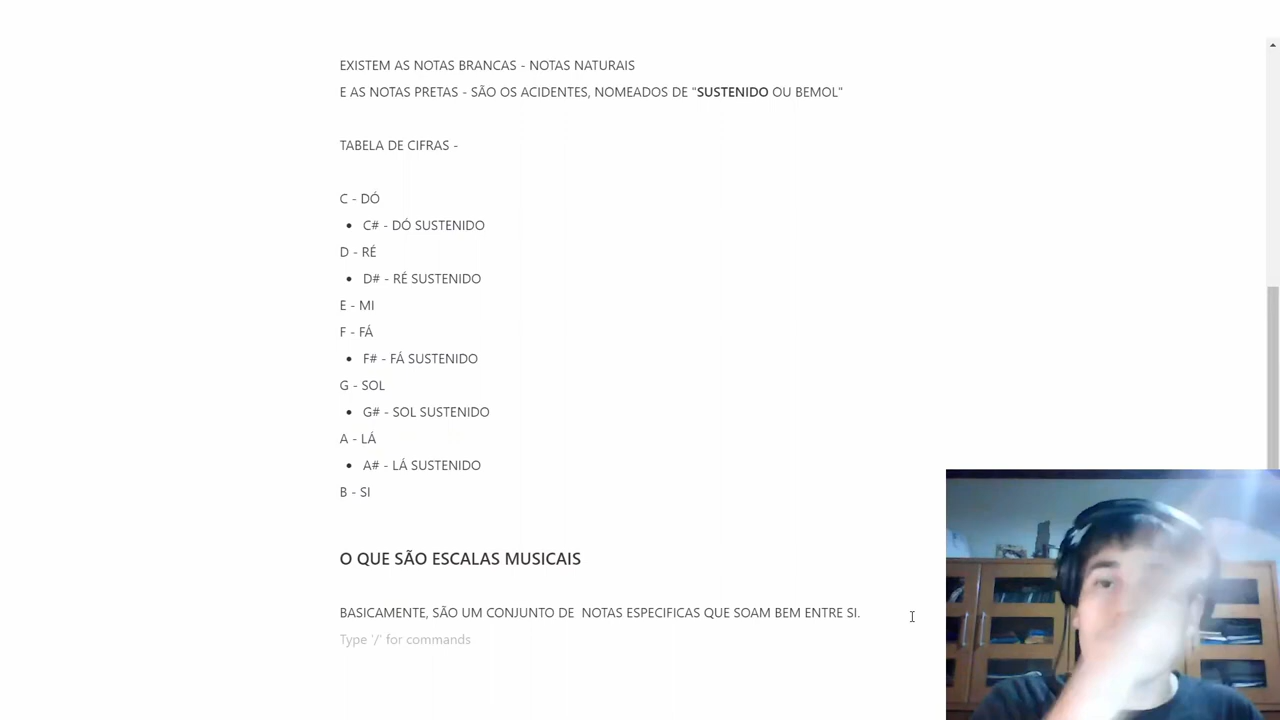 EXISTEM AS NOTAS BRANCAS - NOTAS NATURAIS
E AS NOTAS PRETAS - SÃO OS ACIDENTES, NOMEADOS DE “SUSTENIDO OU BEMOL“
TABELA DE CIFRAS -
C - DÓ
• C# - DÓ SUSTENIDO
D - RÉ
• D# - RÉ SUSTENIDO
E - MI
F - FÁ
• F# - FÁ SUSTENIDO
G - SOL
• G# - SOL SUSTENIDO
A - LÁ
• A# - LÁ SUSTENIDO
B - SI
O QUE SÃO ESCALAS MUSICAIS
BASICAMENTE, SÃO UM CONJUNTO DE  NOTAS ESPECIFICAS QUE SOAM BEM ENTRE SI.
Type '/' for commands